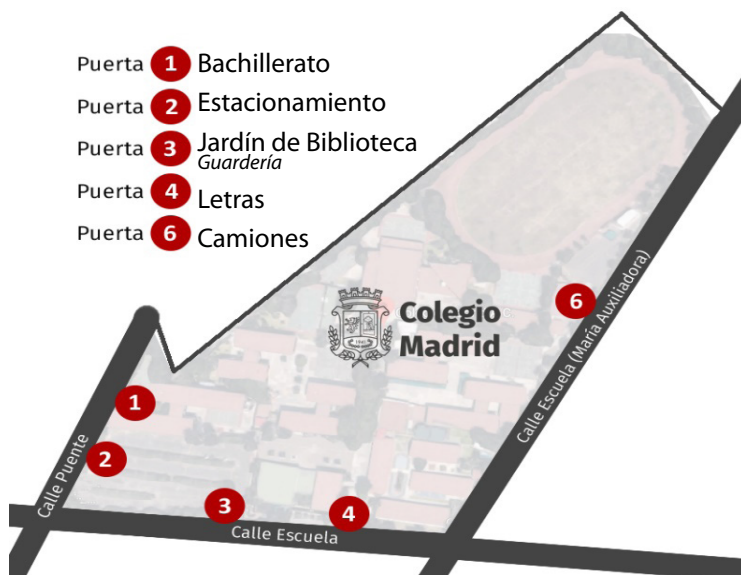 Puerta 1 Bachillerato
Puerta 2 Estacionamiento
Puerta 3 Jardín de Biblioteca
Guardería
Puerta 4 Letras
Puerta 6 Camiones
Colegio
Madrid
6
Calle Escuela (María Auxiliadora)
1
2
Calle Puente
3
4
Calle Escuela